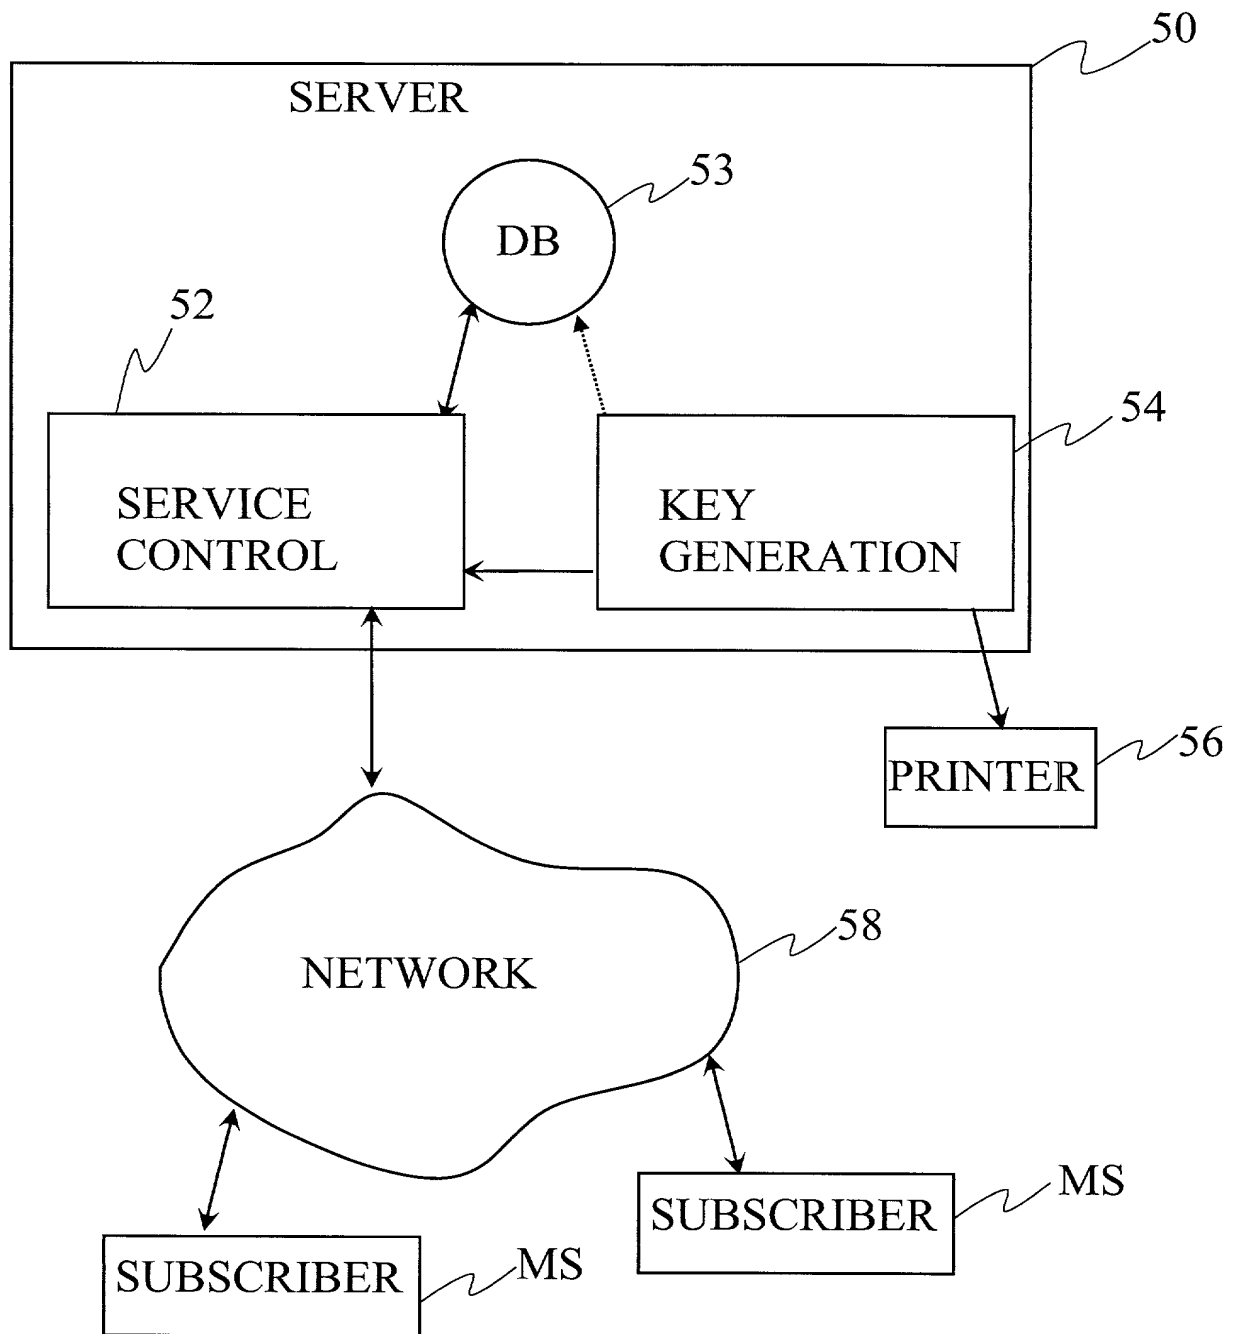 50
SERVER
53
DB
52
54
SERVICE
CONTROL
KEY
GENERATION
56
PRINTER
58
NETWORK
MS
SUBSCRIBER
MS
SUBSCRIBER